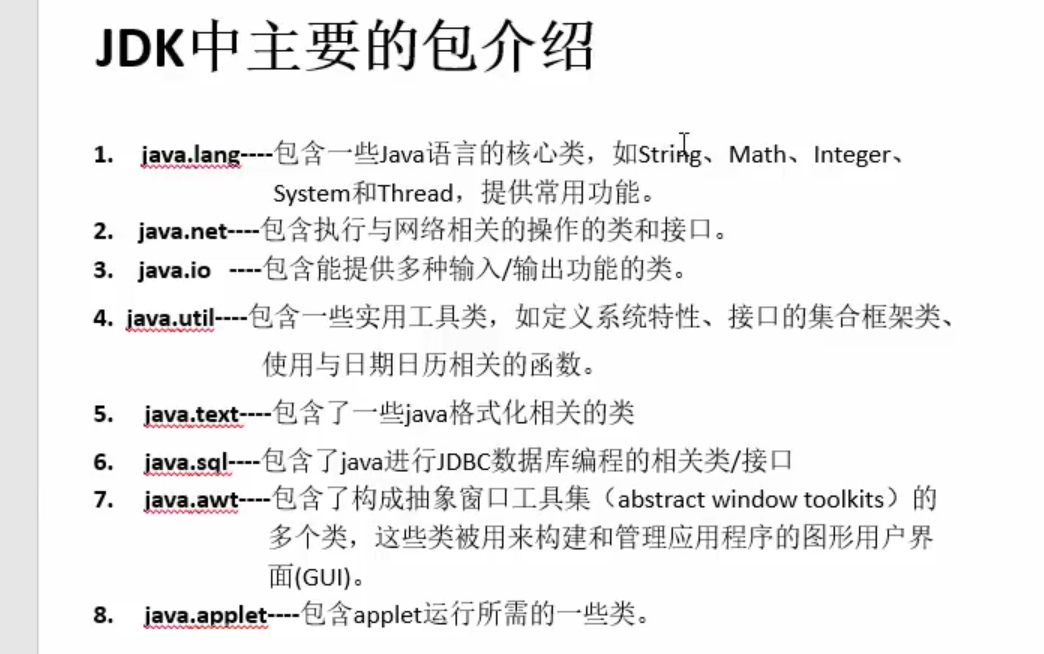 JDK中主要的包介绍
1. java.lang----包含一些Java语言的核心类，如String、Math、Integer、
System和Thread，提供常用功能。
2. java.net----包含执行与网络相关的操作的类和接口。
3. java.io ----包含能提供多种输入/输出功能的类。
4. java.util----包含一些实用工具类，如定义系统特性、接口的集合框架类、
使用与日期日历相关的函数。
5. java.text----包含了一些java格式化相关的类
6. java.sql----包含了java进行JDBC数据库编程的相关类/接口
7. java.awt----包含了构成抽象窗口工具集（abstract window toolkits）的
多个类，这些类被用来构建和管理应用程序的图形用户界
面(GUI)。
8. java.applet----包含applet运行所需的一些类。